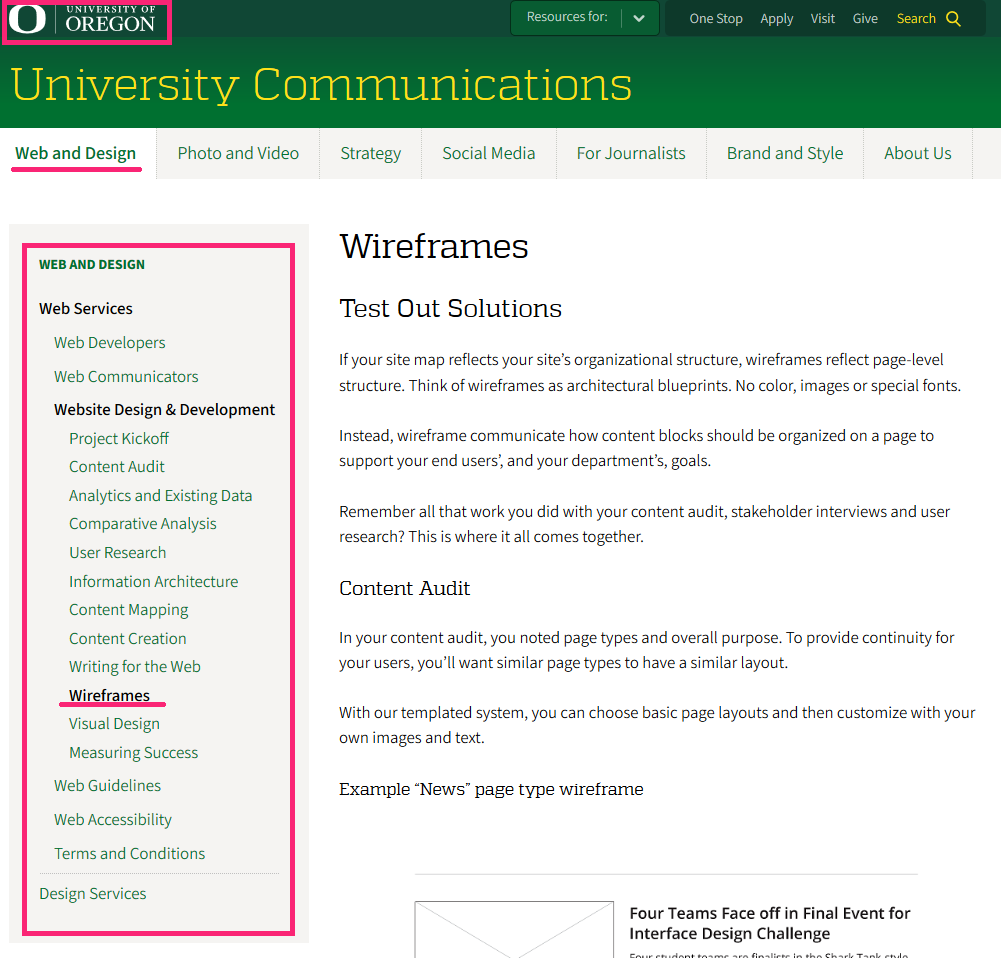 UNIVERSITY OF
OREGON
Resources for:
One Stop
Apply
Visit
Give
Search
University Communications
Web and Design
Photo and Video
Strategy
Social Media
For Journalists
Brand and Style
About Us
WEB AND DESIGN
Web Services
Web Developers
Web Communicators
Website Design & Development
Project Kickoff
Content Audit
Analytics and Existing Data
Comparative Analysis
User Research
Information Architecture
Content Mapping
Content Creation
Writing for the Web
Wireframes
Visual Design
Measuring Success
Web Guidelines
Web Accessibility
Terms and Conditions
Design Services
Wireframes
Test Out Solutions
If your site map reflects your site’s organizational structure, wireframes reflect page-level
structure. Think of wireframes as architectural blueprints. No color, images or special fonts.
Instead, wireframe communicate how content blocks should be organized on a page to
support your end users’, and your department’s, goals.
Remember all that work you did with your content audit, stakeholder interviews and user
research? This is where it all comes together.
Content Audit
In your content audit, you noted page types and overall purpose. To provide continuity for
your users, you’ll want similar page types to have a similar layout.
With our templated system, you can choose basic page layouts and then customize with your
own images and text.
Example “News” page type wireframe
Four Teams Face off in Final Event for
Interface Design Challenge
Four student teams are finalists in the Shark Tank-style